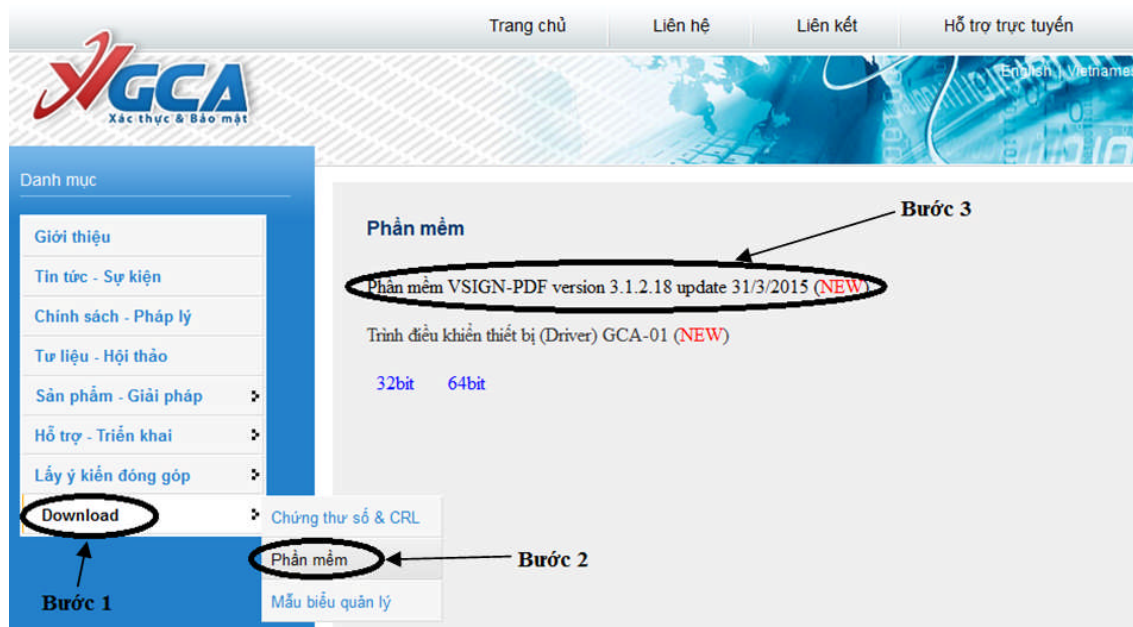 Trang chủ Liên hệ Liên kết Hỗ trợ trực tuyến
English | Vietnames
GCA
Xác thực & Bảo mật
Danh mục
Giới thiệu
Tin tức - Sự kiện
Chính sách - Pháp lý
Tư liệu - Hội thảo
Sản phẩm - Giải pháp
Hỗ trợ - Triển khai
Lấy ý kiến đóng góp
Download
Chứng thư số & CRL
Phần mềm
Mẫu biểu quản lý
Bước 1
Bước 2
Bước 3
Phần mềm
Phần mềm VSIGN-PDF version 3.1.2.18 update 31/3/2015 (NEW)
Trình điều khiển thiết bị (Driver) GCA-01 (NEW)
32bit 64bit